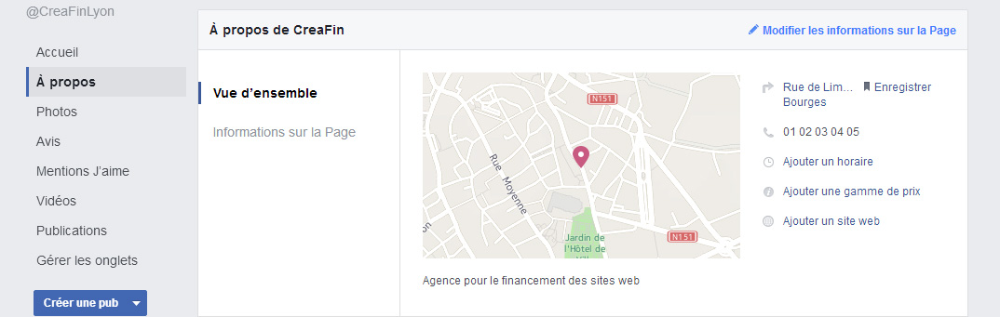 @CreaFinLyon
Accueil
À propos
Photos
Avis
Mentions J'aime
Vidéos
Publications
Gérer les onglets
Créer une pub
À propos de CreaFin
Modifier les informations sur la Page
Vue d'ensemble
Informations sur la Page
N151
Rue Moyenne
Jardin de
l'Hôtel de
N151
Rue de Lim... Enregistrer
Bourges
01 02 03 04 05
Ajouter un horaire
Ajouter une gamme de prix
Ajouter un site web
Agence pour le financement des sites web